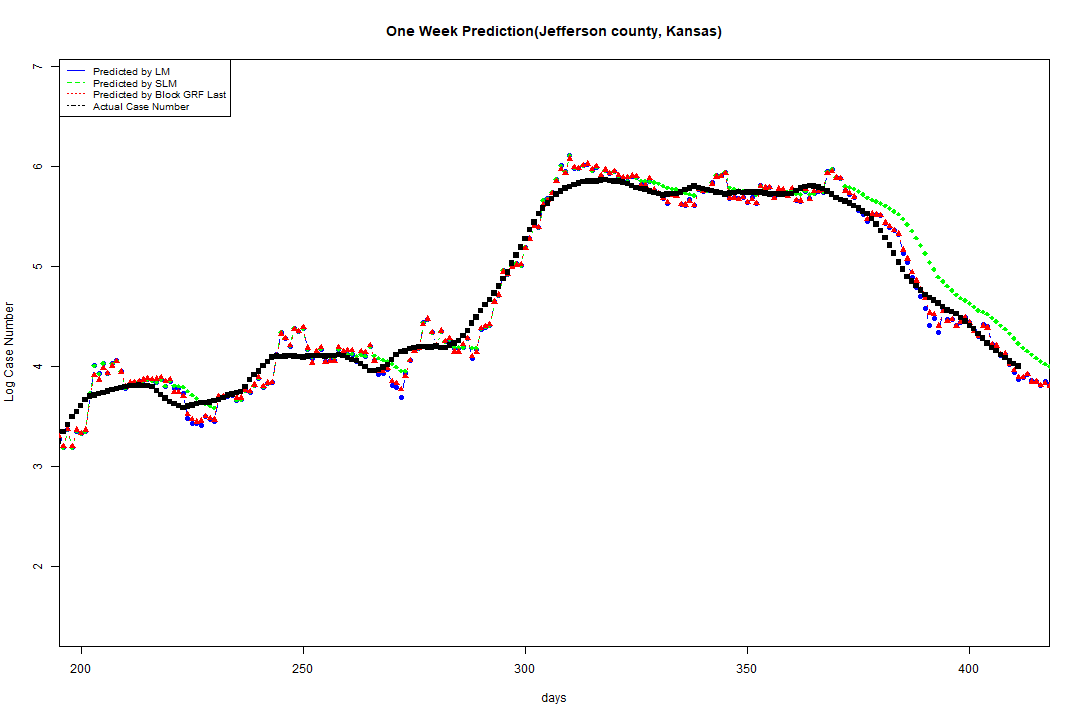 One Week Prediction(Jefferson county, Kansas)
Predicted by LM
Predicted by SLM
Predicted by Block GRF Last
Actual Case Number
7
6
5
4
3
2
Log Case Number
200 250 300 350 400
days